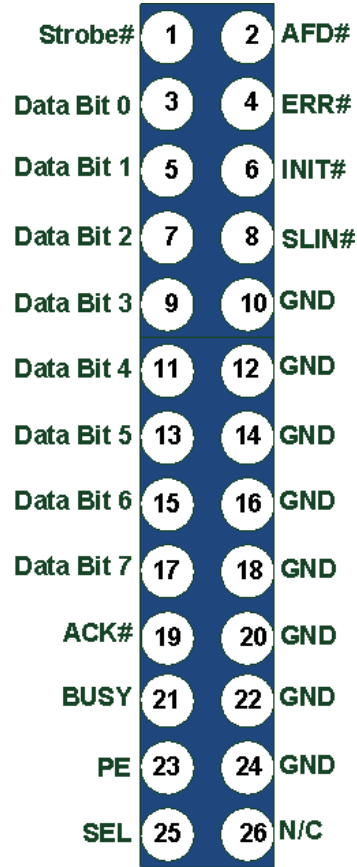 Strobe# 1 2 AFD#
Data Bit 0 3 4 ERR#
Data Bit 1 5 6 INIT#
Data Bit 2 7 8 SLIN#
Data Bit 3 9 10 GND
Data Bit 4 11 12 GND
Data Bit 5 13 14 GND
Data Bit 6 15 16 GND
Data Bit 7 17 18 GND
ACK# 19 20 GND
BUSY 21 22 GND
PE 23 24 GND
SEL 25 26 N/C